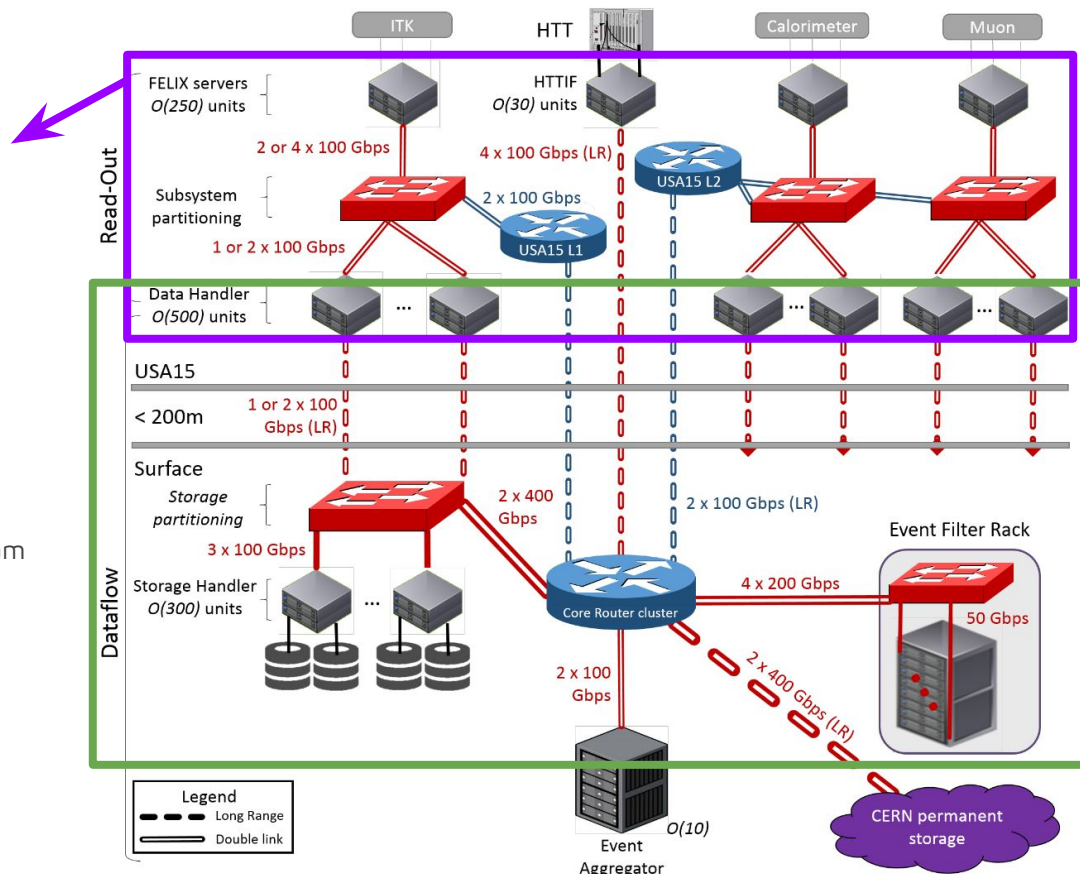 ITK
HTT
Calorimeter
Muon
FELIX servers
O(250) units
HTTIF
O(30) units
2 or 4 x 100 Gbps
4 x 100 Gbps (LR)
USA15 L2
Read-Out
Subsystem
partitioning
2 x 100 Gbps
USA15 L1
1 or 2 x 100 Gbps
Data Handler
O(500) units
...
...
...
USA15
< 200m
1 or 2 x 100
Gbps (LR)
Surface
Storage
partitioning
2 x 400
Gbps
2 x 100 Gbps (LR)
Event Filter Rack
am
3 x 100 Gbps
Storage Handler
O(300) units
...
Core Router cluster
4 x 200 Gbps
50 Gbps
Dataflow
2 x 100
Gbps
2 x 400 Gbps (LR)
Legend
Long Range
Double link
O(10)
Event
Aggregator
CERN permanent
storage